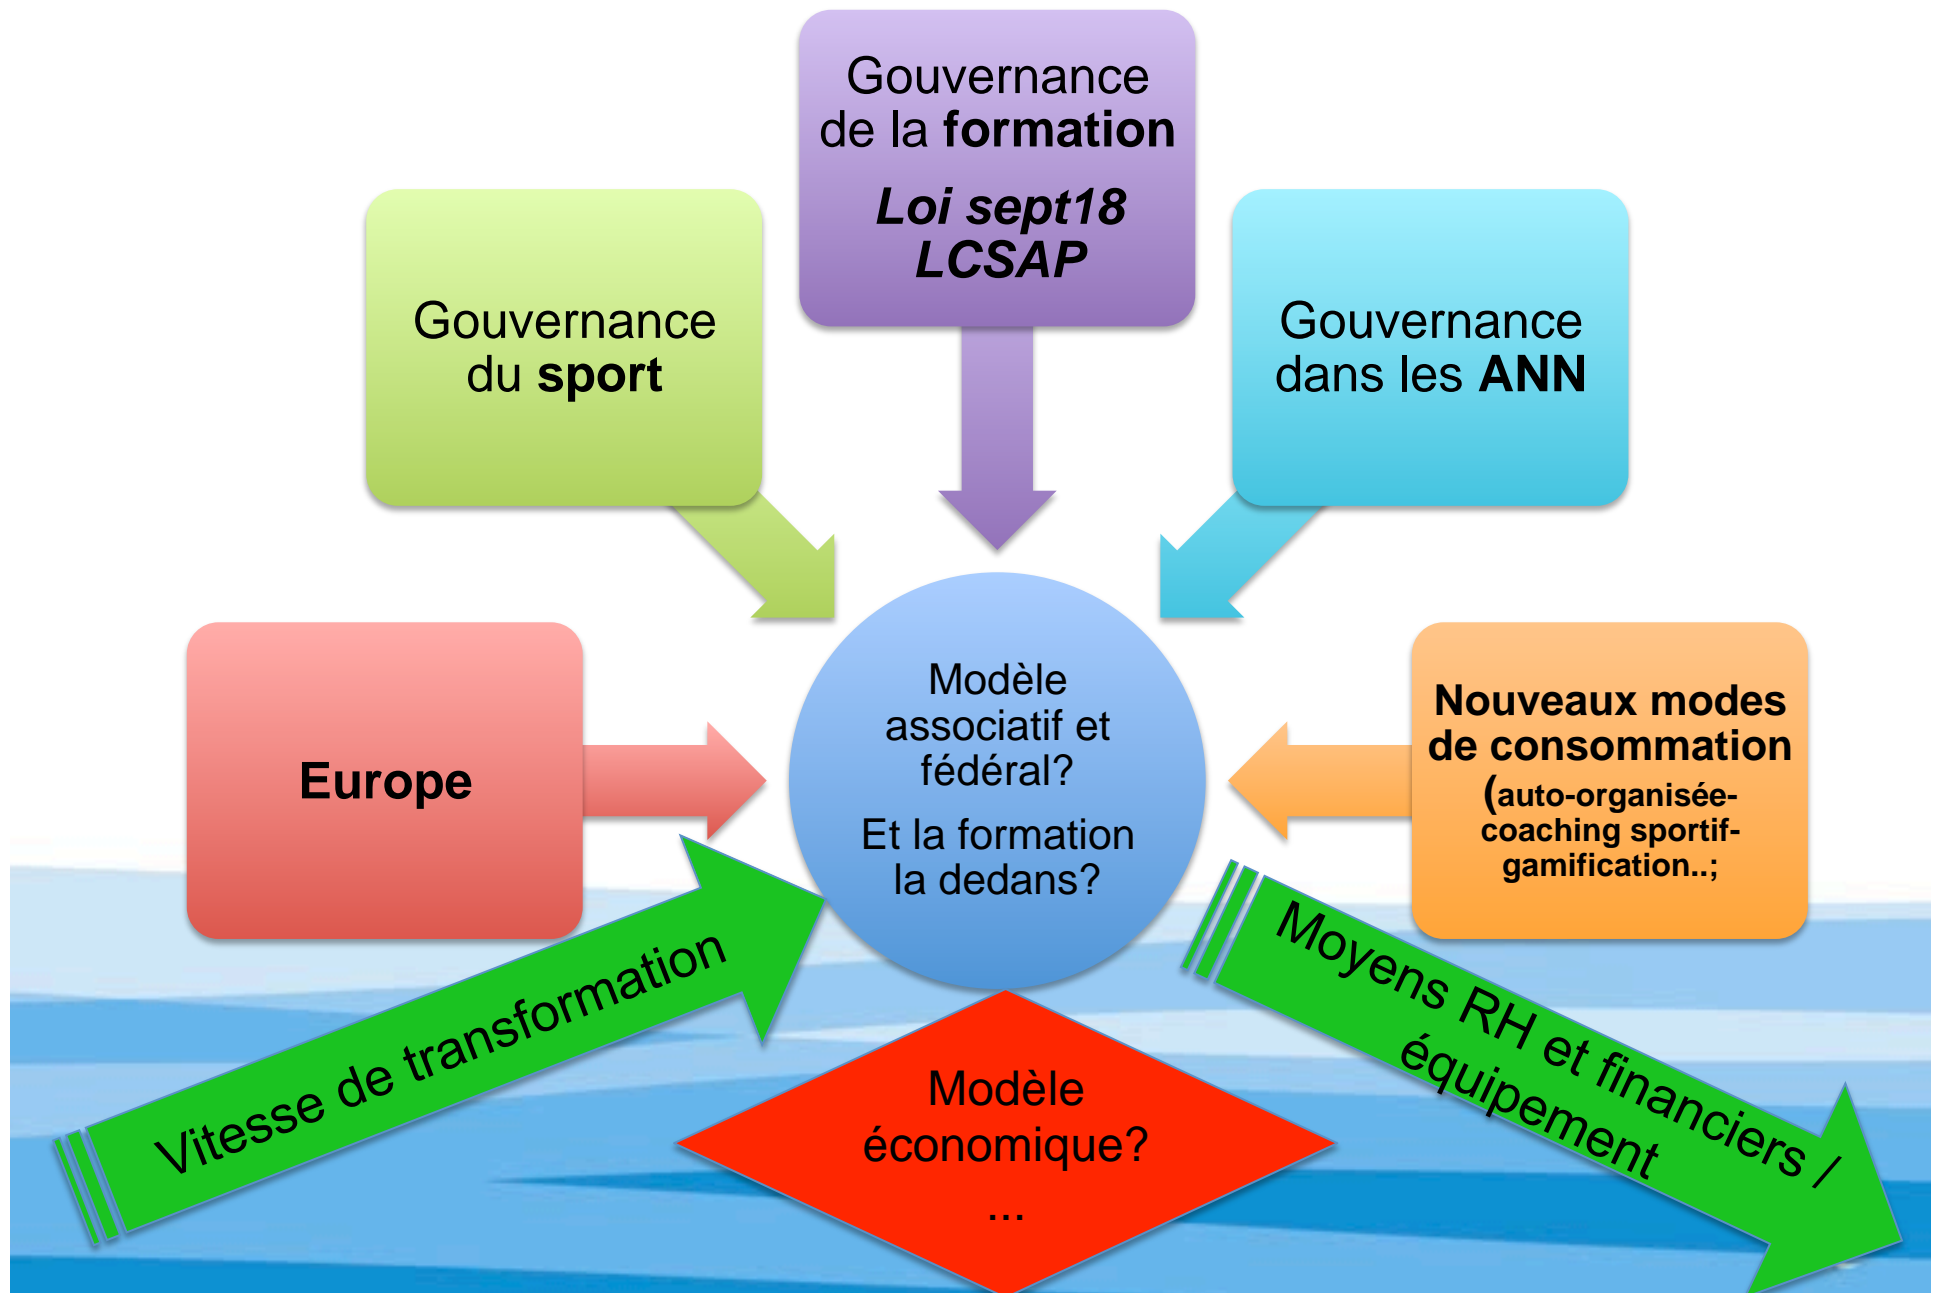 Gouvernance
de la formation
Loi sept18
LCSAP
Gouvernance
du sport
Gouvernance
dans les ANN
Europe
Modèle
associatif et
fédéral?
Et la formation
la dedans?
Nouveaux modes
de consommation
(auto-organisée-
coaching sportif-
gamification..;
Vitesse de transformation
Moyens RH et financiers /
équipement
Modèle
économique?
...